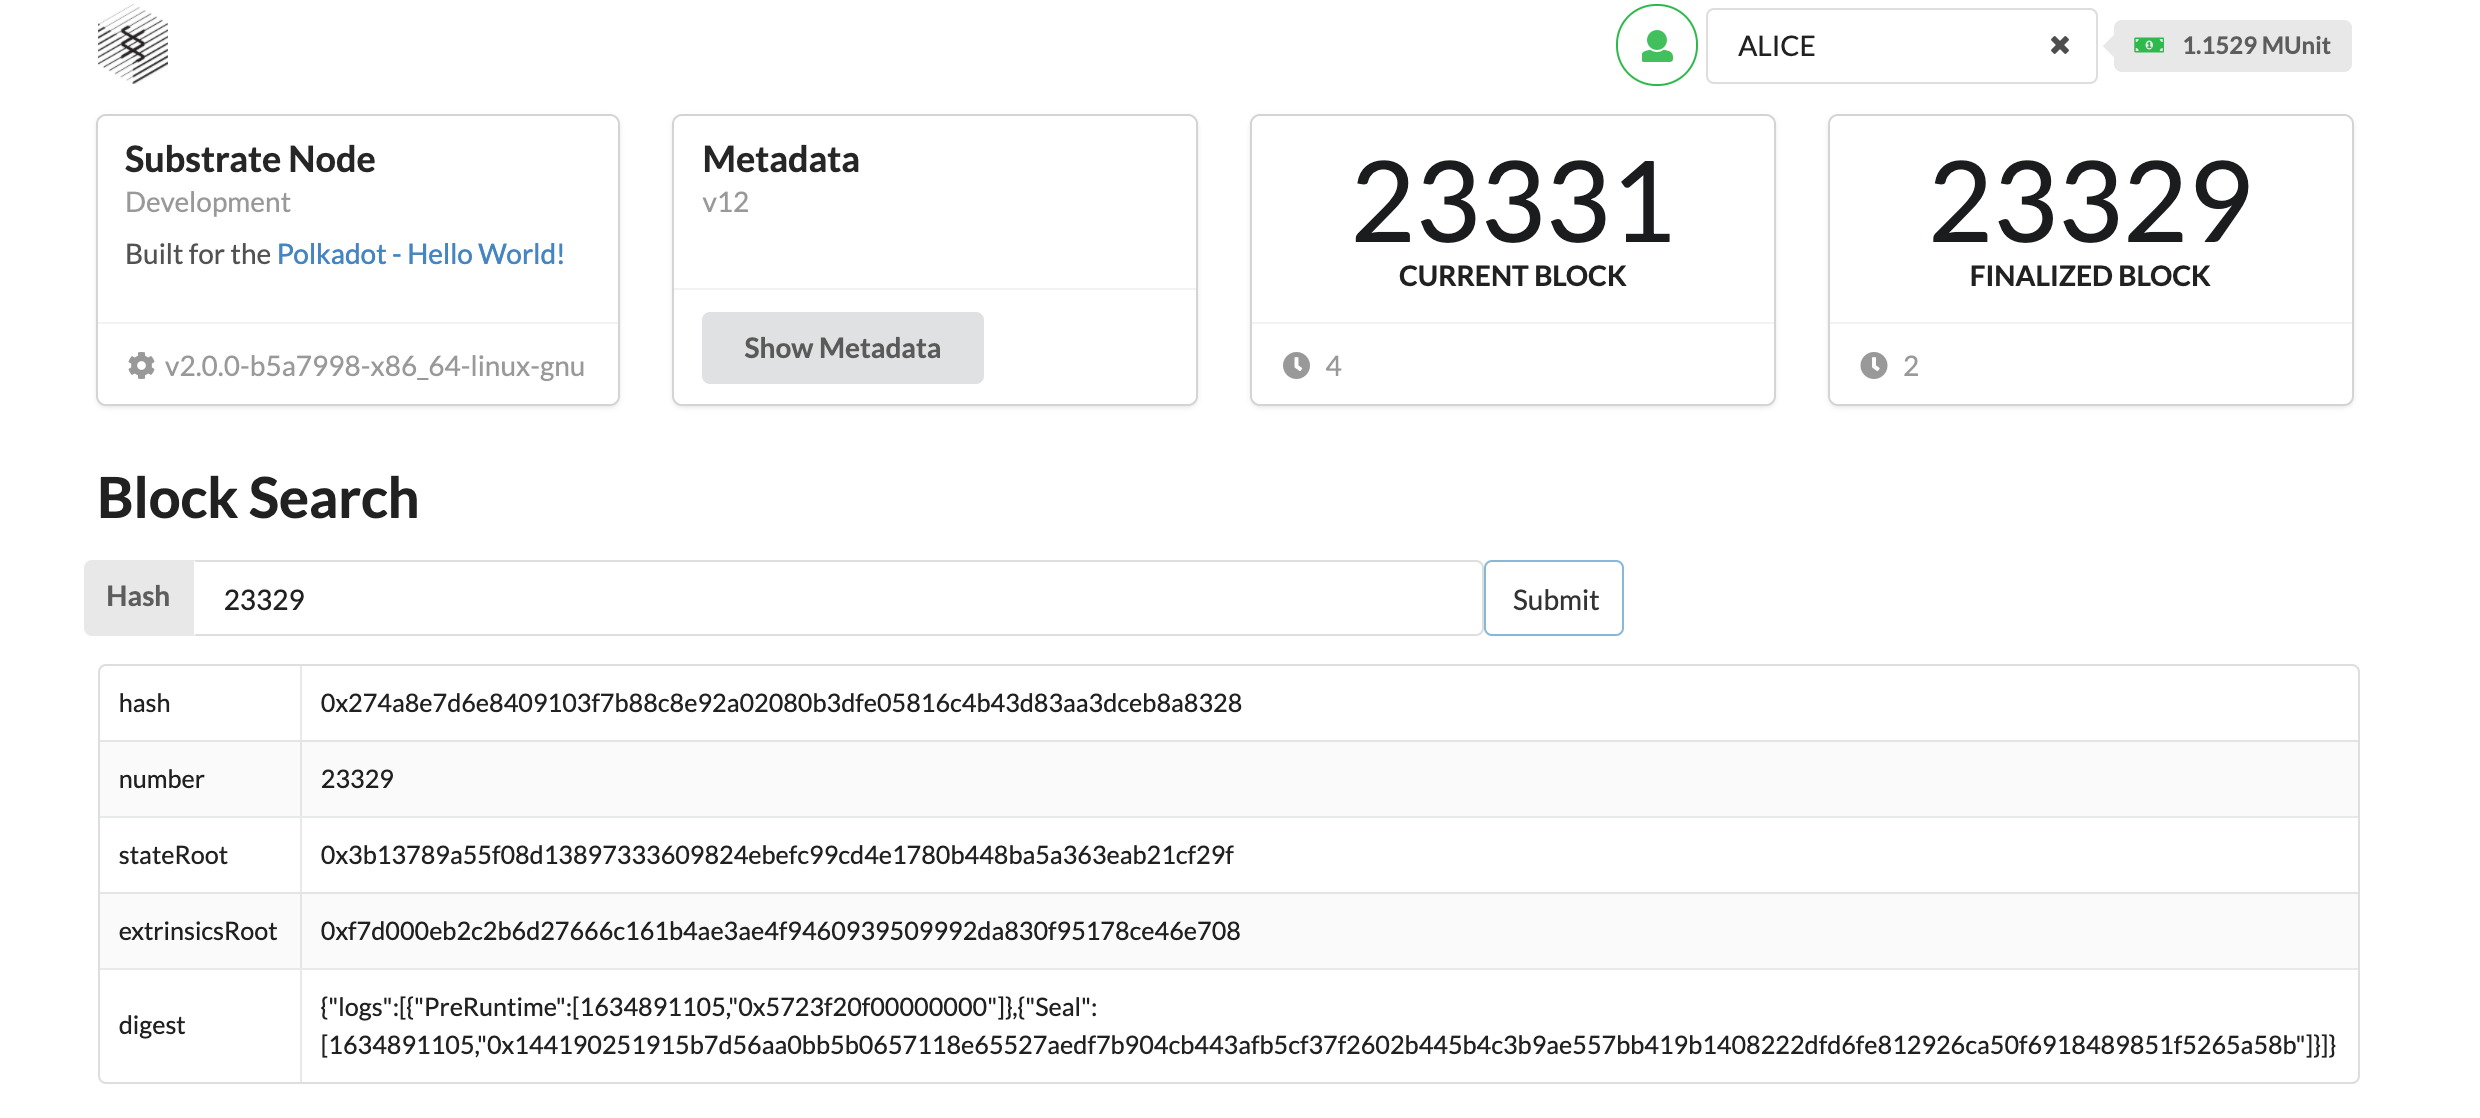 ALICE
1.1529 MUnit
Substrate Node
Development
Built for the Polkadot - Hello World!
v2.0.0-b5a7998-x86_64-linux-gnu
Metadata
v12
Show Metadata
23331
CURRENT BLOCK
4
23329
FINALIZED BLOCK
2
Block Search
Hash
23329
Submit
hash
0x274a8e7d6e8409103f7b88c8e92a02080b3dfe05816c4b43d83aa3dceb8a8328
number
23329
stateRoot
0x3b13789a55f08d13897333609824ebefc99cd4e1780b448ba5a363eab21cf29f
extrinsicsRoot
0xf7d000eb2c2b6d27666c161b4ae3ae4f9460939509992da830f95178ce46e708
digest
{"logs":[{"PreRuntime":[1634891105,"0x5723f20f00000000"]},{"Seal":
[1634891105,"0x144190251915b7d56aa0bb5b0657118e65527aedf7b904cb443afb5cf37f2602b445b4c3b9ae557bb419b1408222dfd6fe812926ca50f6918489851f5265a58b"]}]}